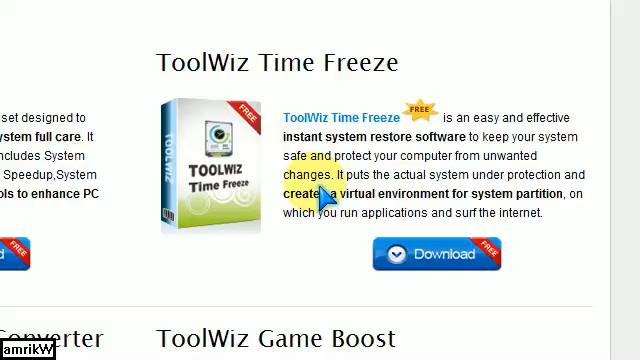 ToolWiz Time Freeze
set designed to
ystem full care. It
ncludes System
Speedup,System
ols to enhance PC
d
FREE
FREE
TOOLWIZ
TOOLWIZ
Time Freeze
ToolWiz Time Freeze FREE is an easy and effective
instant system restore software to keep your system
safe and protect your computer from unwanted
changes. It puts the actual system under protection and
creates a virtual environment for system partition, on
which you run applications and surf the internet.
Download FREE
Converter
ToolWiz Game Boost
amrikW